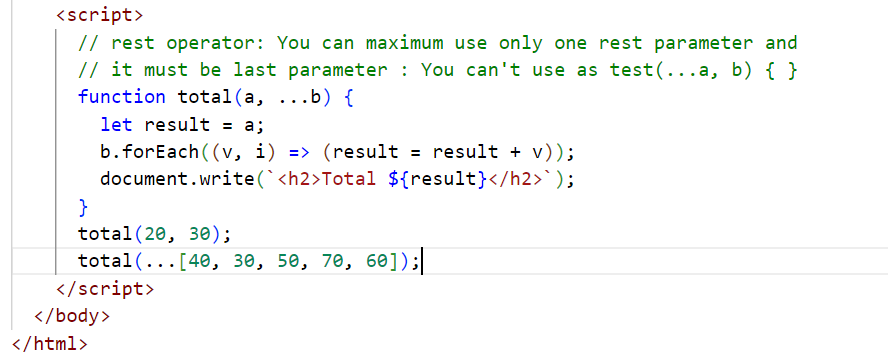 <script>
// rest operator: You can maximum use only one rest parameter and
// it must be last parameter : You can't use as test(...a, b) { }
function total(a, ...b) {
let result = a;
b.forEach((v, i) => (result = result + v));
document.write(`<h2>Total ${result}</h2>`);
}
total(20, 30);
total(...[40, 30, 50, 70, 60]);
</script>
</body>
</html>